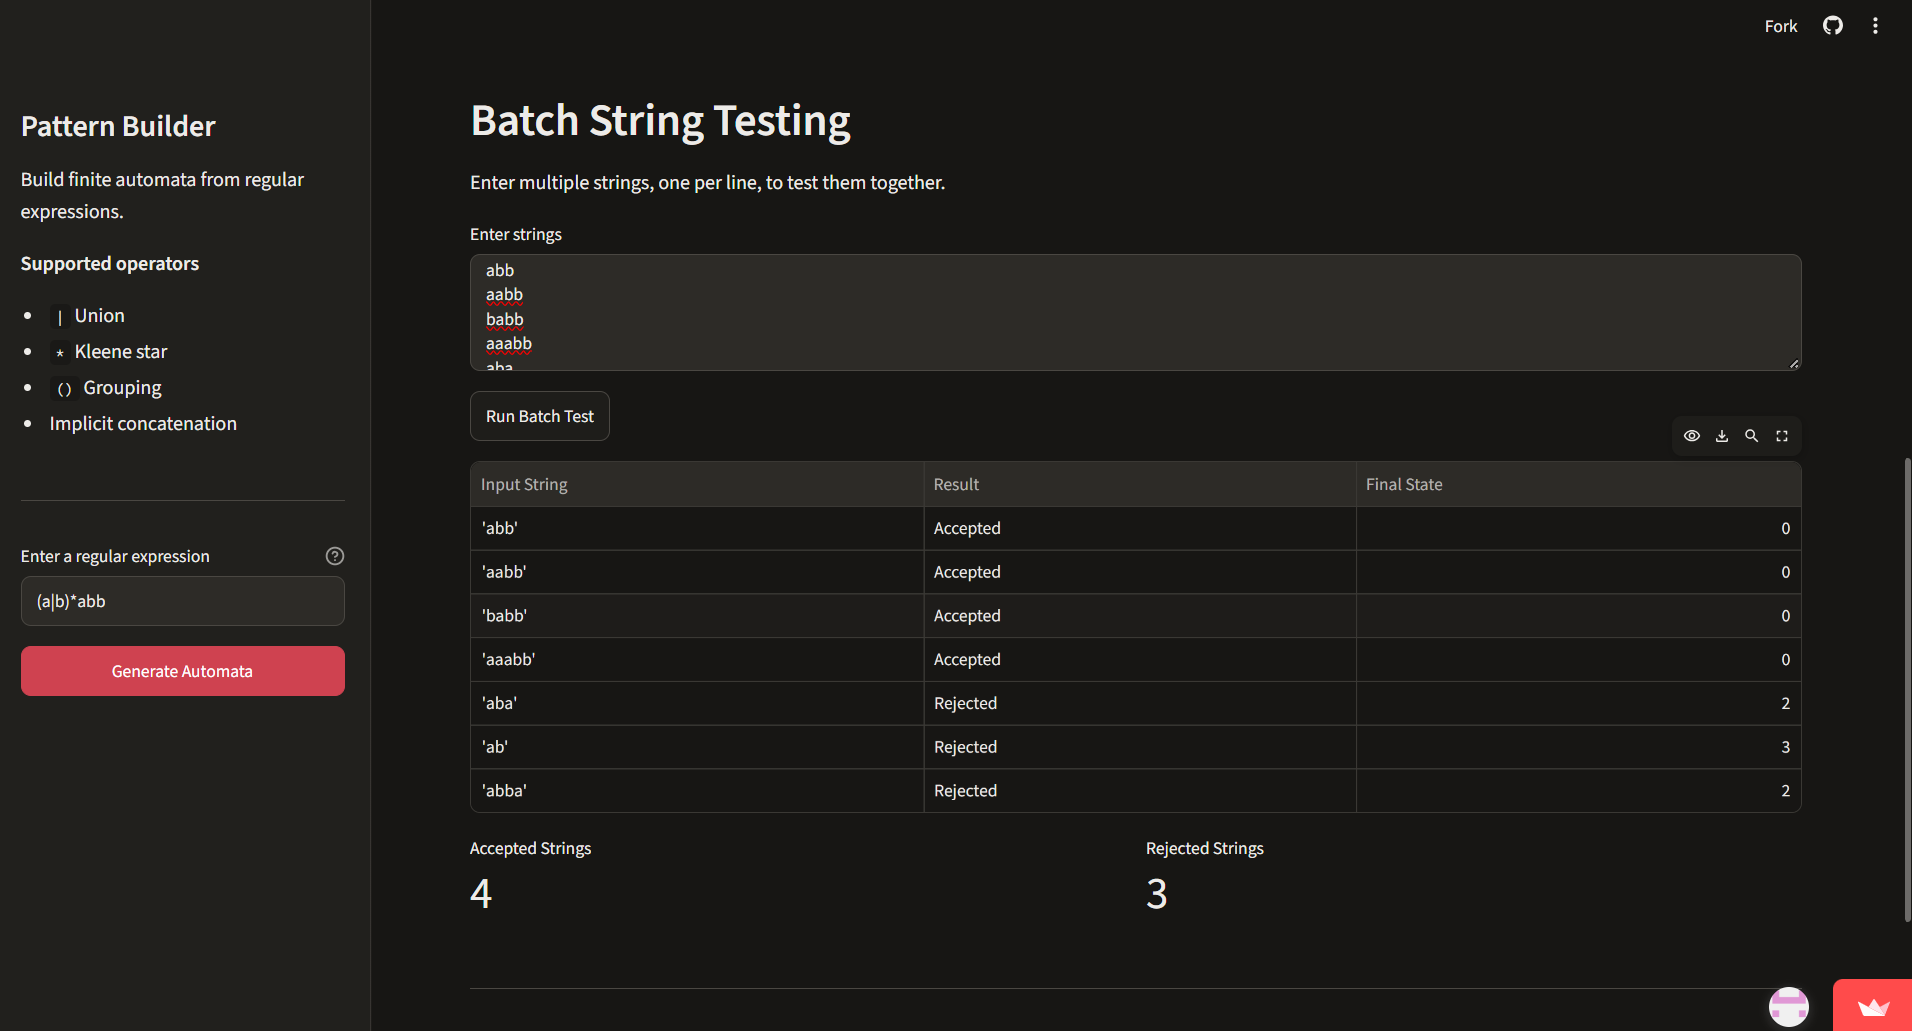 Fork
Pattern Builder
Build finite automata from regular
expressions.
Supported operators
| Union
* Kleene star
() Grouping
Implicit concatenation
Enter a regular expression
(a|b)*abb
Generate Automata
Batch String Testing
Enter multiple strings, one per line, to test them together.
Enter strings
abb
aabb
babb
aaabb
aba
Run Batch Test
Input String Result Final State
'abb' Accepted 0
'aabb' Accepted 0
'babb' Accepted 0
'aaabb' Accepted 0
'aba' Rejected 2
'ab' Rejected 3
'abba' Rejected 2
Accepted Strings Rejected Strings
4 3